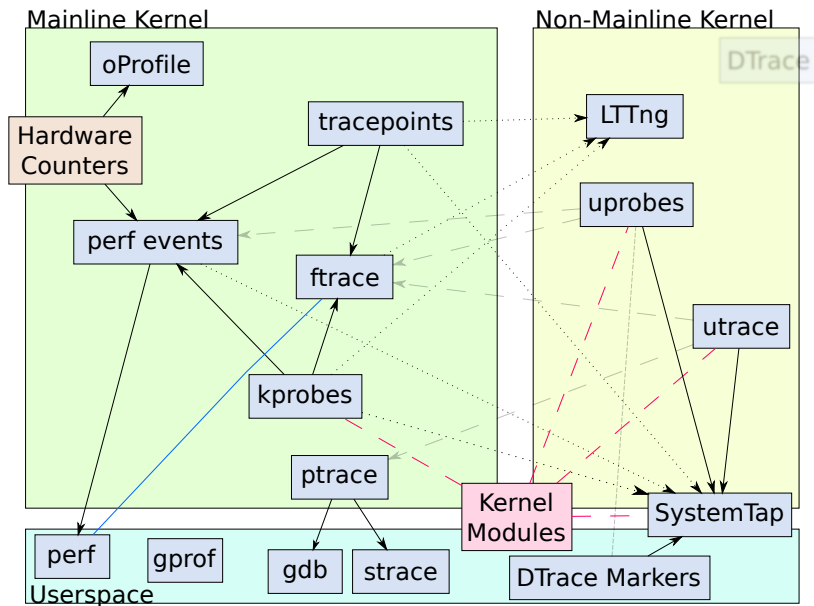 Mainline Kernel
Non-Mainline Kernel
oProfile
DTrace
Hardware
Counters
tracepoints
LTTng
uprobes
perf events
ftrace
utrace
kprobes
ptrace
Kernel
Modules
SystemTap
perf
gprof
gdb
strace
DTrace Markers
Userspace